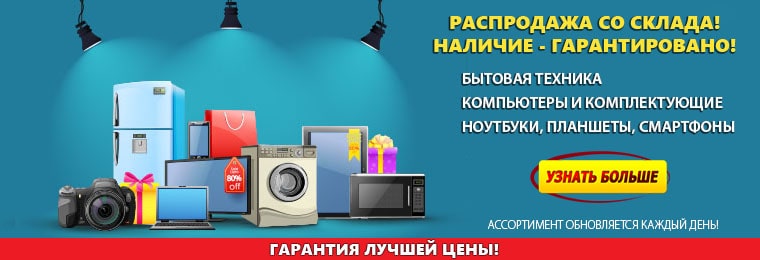 РАСПРОДАЖА СО СКЛАДА!
НАЛИЧИЕ - ГАРАНТИРОВАНО!
БЫТОВАЯ ТЕХНИКА
КОМПЬЮТЕРЫ И КОМПЛЕКТУЮЩИЕ
НОУТБУКИ, ПЛАНШЕТЫ, СМАРТФОНЫ
80%
off
УЗНАТЬ БОЛЬШЕ
АССОРТИМЕНТ ОБНОВЛЯЕТСЯ КАЖДЫЙ ДЕНЬ!
ГАРАНТИЯ ЛУЧШЕЙ ЦЕНЫ!